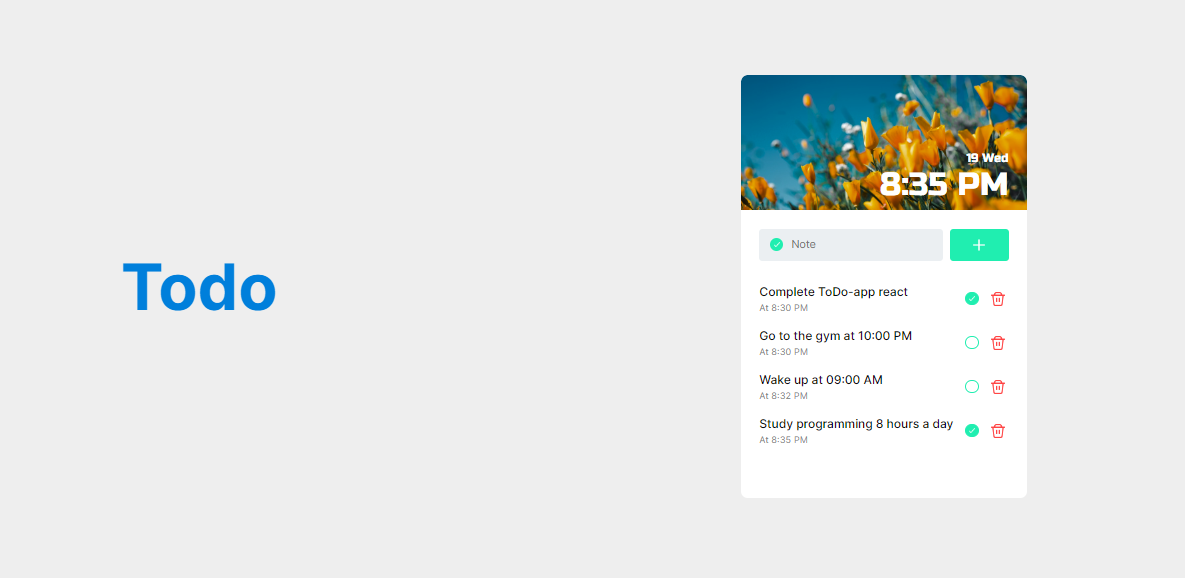 Todo
19 Wed
8:35 PM
Note
Complete ToDo-app react
At 8:30 PM
Go to the gym at 10:00 PM
At 8:30 PM
Wake up at 09:00 AM
At 8:32 PM
Study programming 8 hours a day
At 8:35 PM